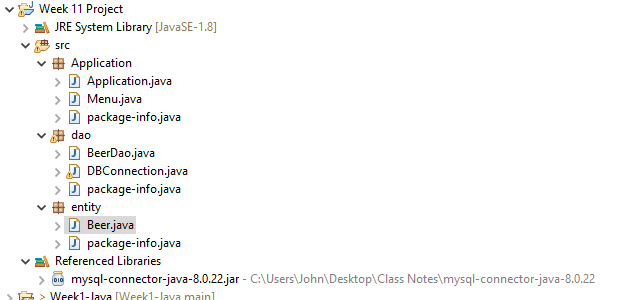 Week 11 Project
JRE System Library [JavaSE-1.8]
src
Application
Application.java
Menu.java
package-info.java
dao
BeerDao.java
DBConnection.java
package-info.java
entity
Beer.java
package-info.java
Referenced Libraries
mysql-connector-java-8.0.22.jar - C:\Users\John\Desktop\Class Notes\mysql-connector-java-8.0.22
> Week1-Java [Week1-Java main]